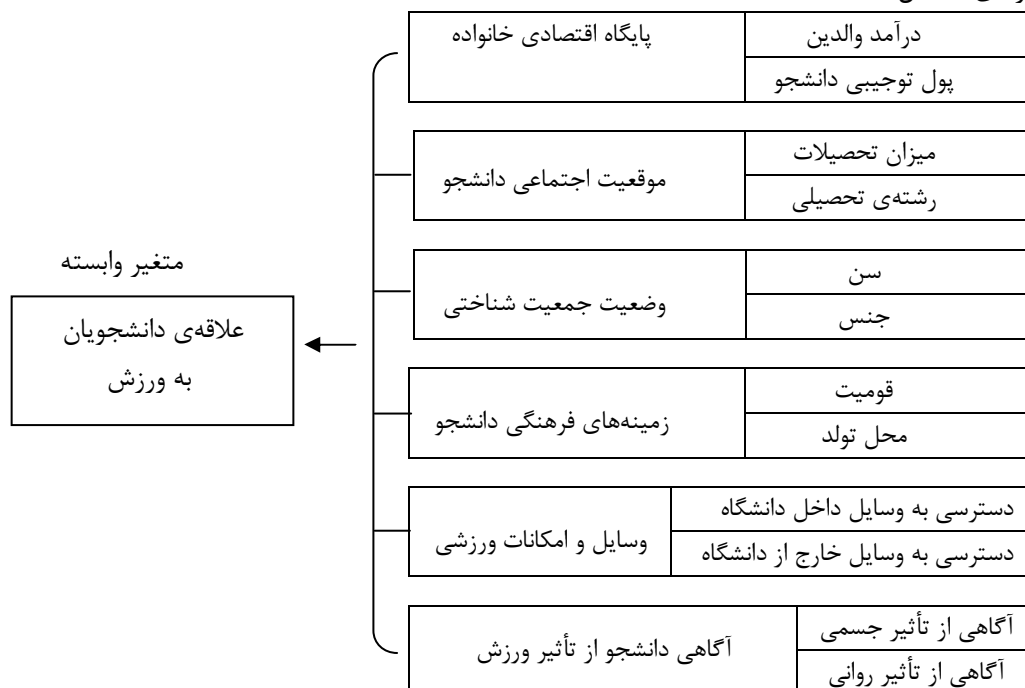 پایگاه اقتصادی خانواده
درآمد والدین
پول توجیبی دانشجو
موقعیت اجتماعی دانشجو
میزان تحصیلات
رشته‌ی تحصیلی
وضعیت جمعیت شناختی
سن
جنس
متغیر وابسته
علاقه‌ی دانشجویان
به ورزش
زمینه‌های فرهنگی دانشجو
قومیت
محل تولد
وسایل و امکانات ورزشی
دسترسی به وسایل داخل دانشگاه
دسترسی به وسایل خارج از دانشگاه
آگاهی دانشجو از تأثیر ورزش
آگاهی از تأثیر جسمی
آگاهی از تأثیر روانی